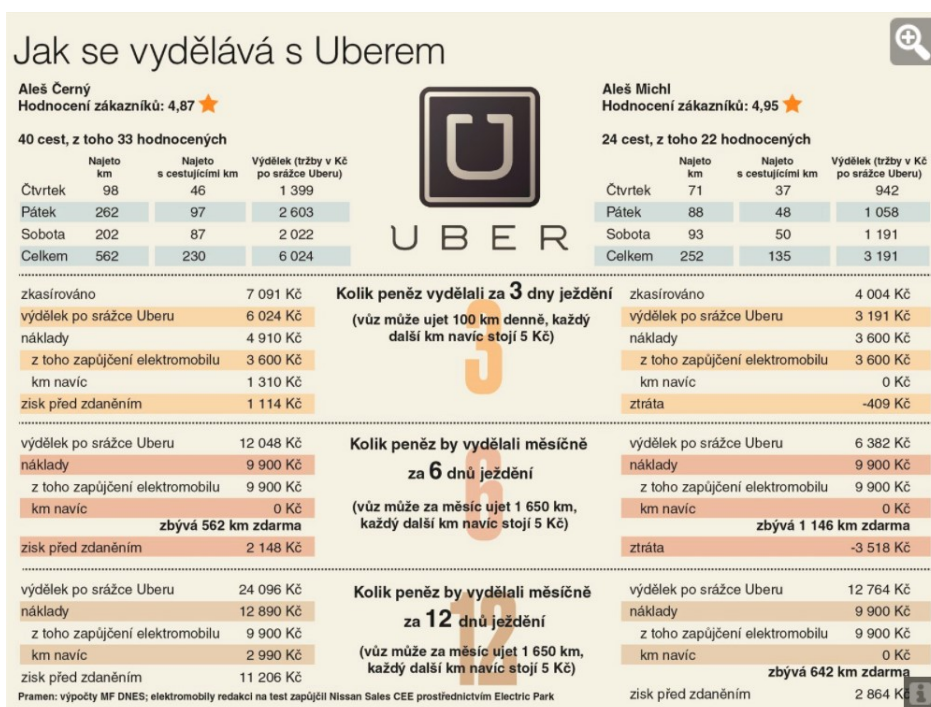 Jak se vydělává s Uberem
Aleš Černý
Hodnocení zákazníků: 4,87
40 cest, z toho 33 hodnocených
Najeto km Najeto s cestujícími km Výdělek (tržby v Kč po srážce Uberu)
Čtvrtek 98 46 1 399
Pátek 262 97 2 603
Sobota 202 87 2 022
Celkem 562 230 6 024
U
UBER
Aleš Michl
Hodnocení zákazníků: 4,95
24 cest, z toho 22 hodnocených
Najeto km Najeto s cestujícími km Výdělek (tržby v Kč po srážce Uberu)
Čtvrtek 71 37 942
Pátek 88 48 1 058
Sobota 93 50 1 191
Celkem 252 135 3 191
Kolik peněz vydělali za 3 dny ježdění
(vůz může ujet 100 km denně, každý
další km navíc stojí 5 Kč)
3
zkasírováno 7 091 Kč
výdělek po srážce Uberu 6 024 Kč
náklady 4 910 Kč
z toho zapůjčení elektromobilu 3 600 Kč
km navíc 1 310 Kč
zisk před zdaněním 1 114 Kč
zkasírováno 4 004 Kč
výdělek po srážce Uberu 3 191 Kč
náklady 3 600 Kč
z toho zapůjčení elektromobilu 3 600 Kč
km navíc 0 Kč
ztráta -409 Kč
Kolik peněz by vydělali měsíčně
za 6 dnů ježdění
(vůz může za měsíc ujet 1 650 km,
každý další km navíc stojí 5 Kč)
6
výdělek po srážce Uberu 12 048 Kč
náklady 9 900 Kč
z toho zapůjčení elektromobilu 9 900 Kč
km navíc 0 Kč
zbývá 562 km zdarma
zisk před zdaněním 2 148 Kč
výdělek po srážce Uberu 6 382 Kč
náklady 9 900 Kč
z toho zapůjčení elektromobilu 9 900 Kč
km navíc 0 Kč
zbývá 1 146 km zdarma
ztráta -3 518 Kč
Kolik peněz by vydělali měsíčně
za 12 dnů ježdění
(vůz může za měsíc ujet 1 650 km,
každý další km navíc stojí 5 Kč)
12
výdělek po srážce Uberu 24 096 Kč
náklady 12 890 Kč
z toho zapůjčení elektromobilu 9 900 Kč
km navíc 2 990 Kč
zisk před zdaněním 11 206 Kč
výdělek po srážce Uberu 12 764 Kč
náklady 9 900 Kč
z toho zapůjčení elektromobilu 9 900 Kč
km navíc 0 Kč
zbývá 642 km zdarma
zisk před zdaněním 2 864 Kč
Pramen: výpočty MF DNES; elektromobily redakci na test zapůjčil Nissan Sales CEE prostřednictvím Electric Park